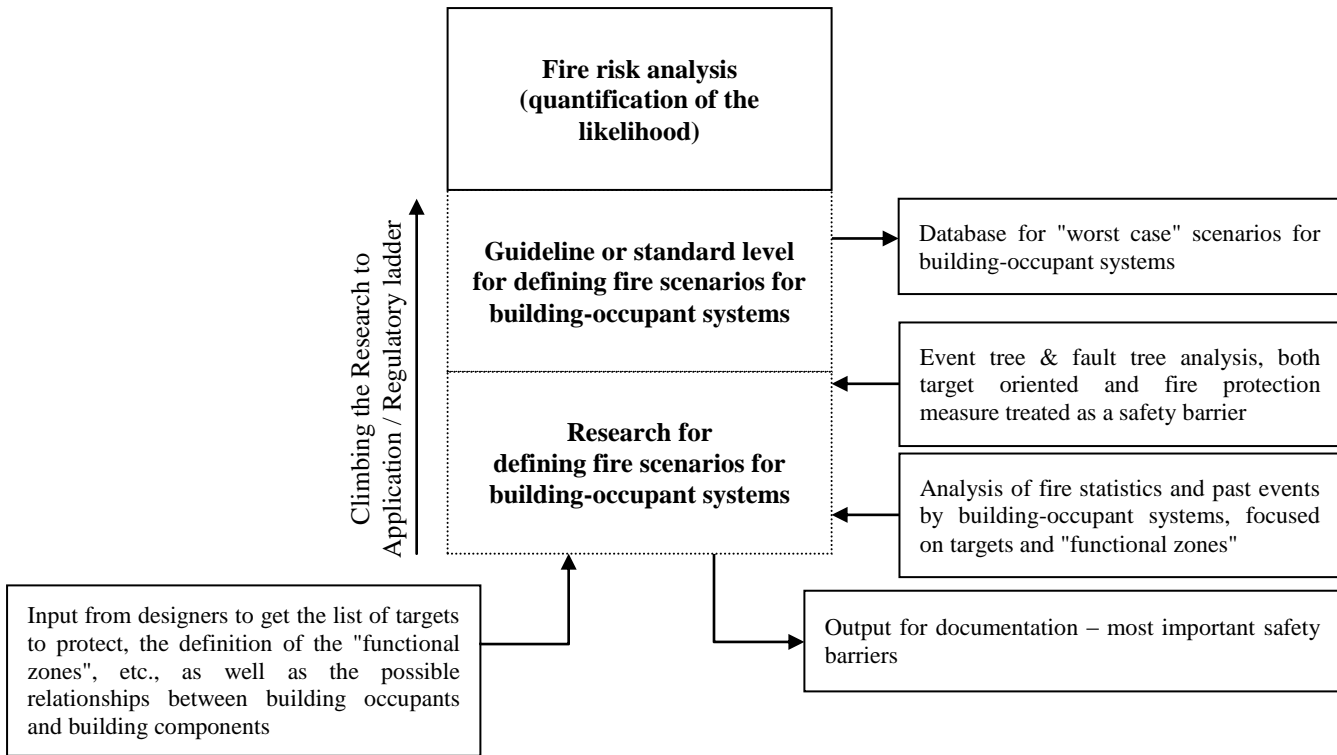 Fire risk analysis
(quantification of the
likelihood)
Climbing the Research to
Application / Regulatory ladder
Guideline or standard level
for defining fire scenarios for
building-occupant systems
Database for "worst case" scenarios for
building-occupant systems
Event tree & fault tree analysis, both
target oriented and fire protection
measure treated as a safety barrier
Research for
defining fire scenarios for
building-occupant systems
Analysis of fire statistics and past events
by building-occupant systems, focused
on targets and "functional zones"
Input from designers to get the list of targets
to protect, the definition of the "functional
zones", etc., as well as the possible
relationships between building occupants
and building components
Output for documentation – most important safety
barriers